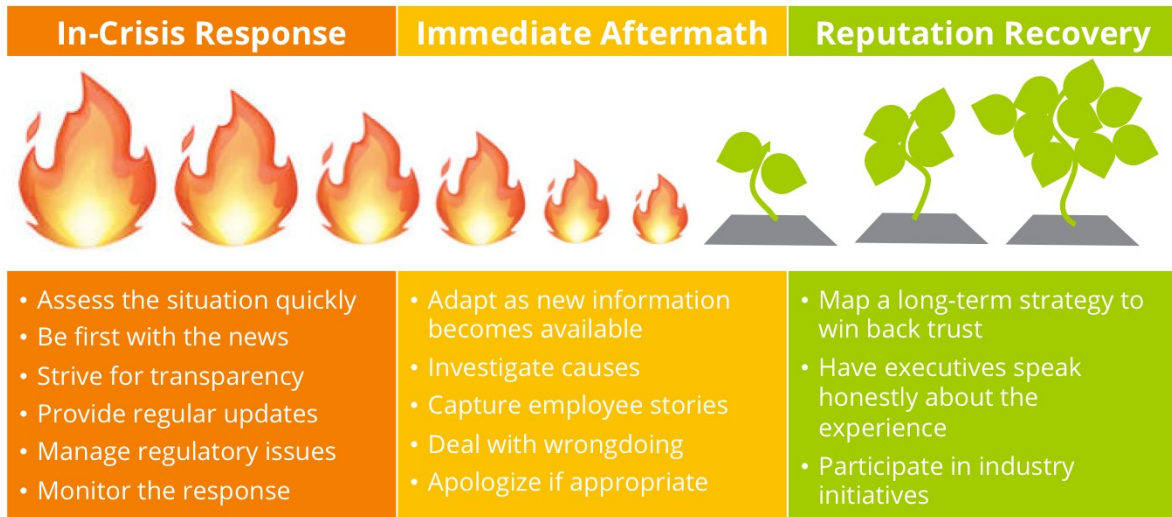 In-Crisis Response
Immediate Aftermath
Reputation Recovery
• Assess the situation quickly
• Be first with the news
• Strive for transparency
• Provide regular updates
• Manage regulatory issues
• Monitor the response
• Adapt as new information
becomes available
• Investigate causes
• Capture employee stories
• Deal with wrongdoing
• Apologize if appropriate
• Map a long-term strategy to
win back trust
• Have executives speak
honestly about the
experience
• Participate in industry
initiatives